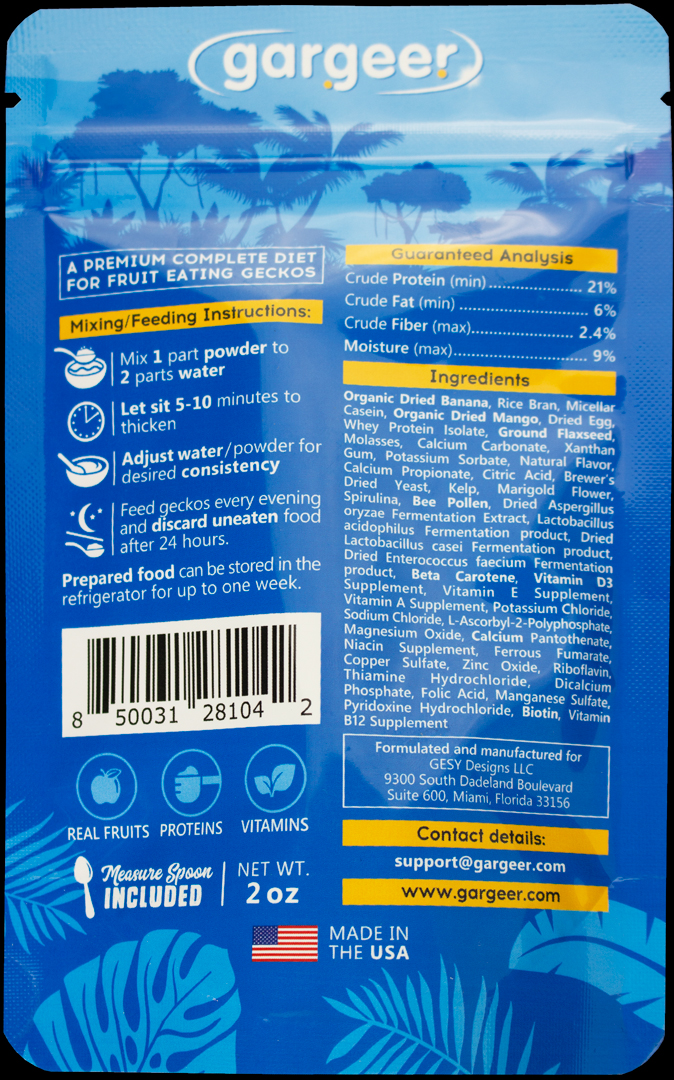 gargeer
A PREMIUM COMPLETE DIET
FOR FRUIT EATING GECKOS
Mixing/Feeding Instructions:
Mix 1 part powder to
2 parts water
Let sit 5-10 minutes to
thicken
Adjust water/powder for
desired consistency
Feed geckos every evening
and discard uneaten food
after 24 hours.
Prepared food can be stored in the
refrigerator for up to one week.
8 50031 28104 2
REAL FRUITS PROTEINS VITAMINS
Measure Spoon
INCLUDED
NET WT.
2 oz
Guaranteed Analysis
Crude Protein (min)..................... 21%
Crude Fat (min) ............................. 6%
Crude Fiber (max)....................... 2.4%
Moisture (max)............................. 9%
Ingredients
Organic Dried Banana, Rice Bran, Micellar
Casein, Organic Dried Mango, Dried Egg,
Whey Protein Isolate, Ground Flaxseed,
Molasses, Calcium Carbonate, Xanthan
Gum, Potassium Sorbate, Natural Flavor,
Calcium Propionate, Citric Acid, Brewer's
Dried Yeast, Kelp, Marigold Flower,
Spirulina, Bee Pollen, Dried Aspergillus
oryzae Fermentation Extract, Lactobacillus
acidophilus Fermentation product, Dried
Lactobacillus casei Fermentation product,
Dried Enterococcus faecium Fermentation
product, Beta Carotene, Vitamin D3
Supplement, Vitamin E Supplement,
Vitamin A Supplement, Potassium Chloride,
Sodium Chloride, L-Ascorbyl-2-Polyphosphate,
Magnesium Oxide, Calcium Pantothenate,
Niacin Supplement, Ferrous Fumarate,
Copper Sulfate, Zinc Oxide, Riboflavin,
Thiamine Hydrochloride, Dicalcium
Phosphate, Folic Acid, Manganese Sulfate,
Pyridoxine Hydrochloride, Biotin, Vitamin
B12 Supplement
Formulated and manufactured for
GESY Designs LLC
9300 South Dadeland Boulevard
Suite 600, Miami, Florida 33156
Contact details:
support@gargeer.com
www.gargeer.com
MADE IN
THE USA